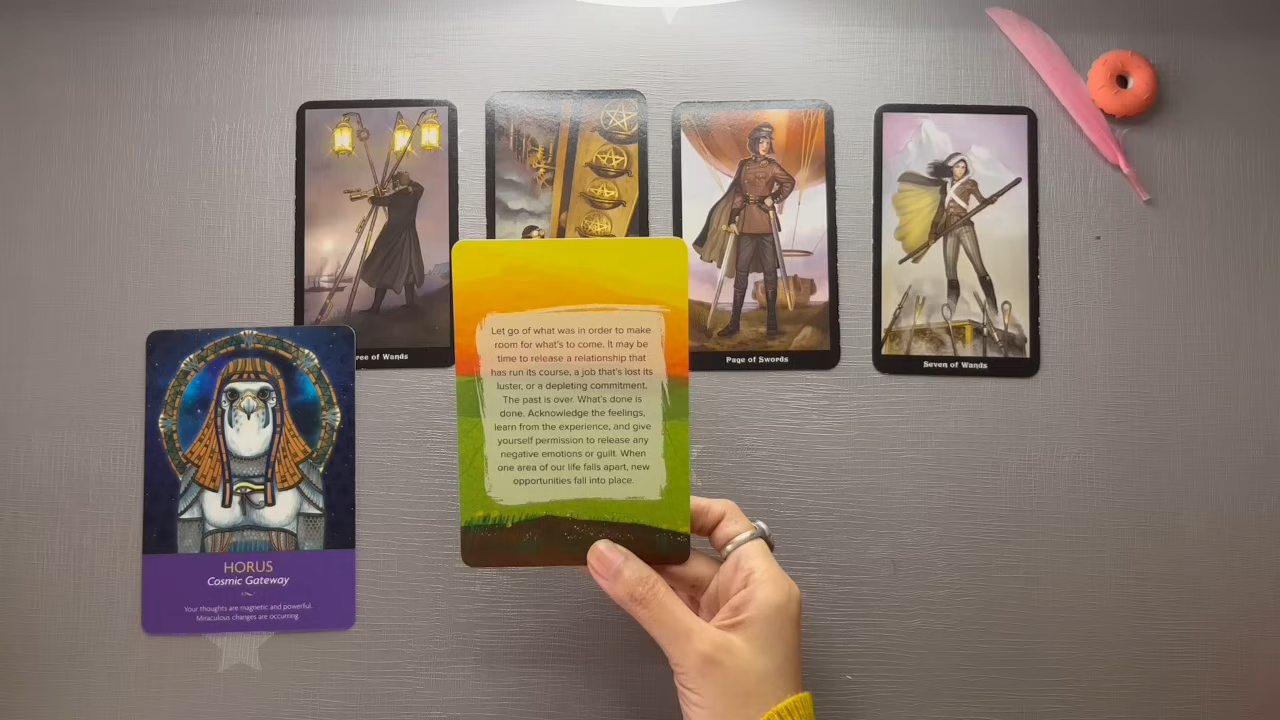 ree of Wands
Page of Swords
Seven of Wands
Let go of what was in order to make
room for what's to come. It may be
time to release a relationship that
has run its course, a job that's lost its
luster, or a depleting commitment.
The past is over. What's done is
done. Acknowledge the feelings,
learn from the experience, and give
yourself permission to release any
negative emotions or guilt. When
one area of our life falls apart, new
opportunities fall into place.
HORUS
Cosmic Gateway
Your thoughts are magnetic and powerful.
Miraculous changes are occurring.